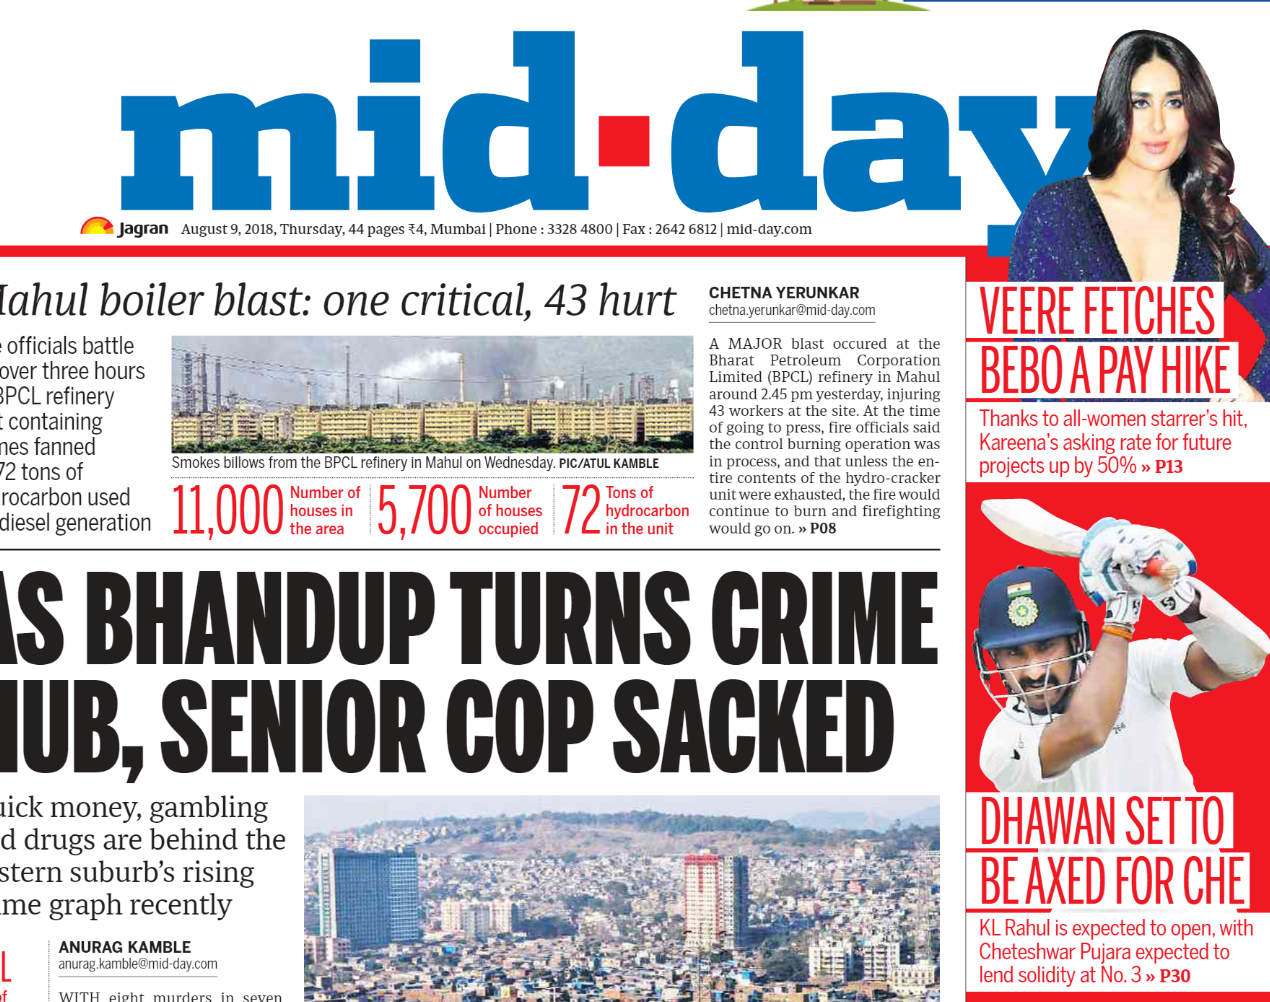 mid-day
Jagran August 9, 2018, Thursday, 44 pages ₹4, Mumbai | Phone : 3328 4800 | Fax : 2642 6812 | mid-day.com
ahul boiler blast: one critical, 43 hurt
officials battle
over three hours
BPCL refinery
t containing
nes fanned
72 tons of
rocarbon used
diesel generation
Smokes billows from the BPCL refinery in Mahul on Wednesday. PIC/ATUL KAMBLE
11,000 Number of
houses in
the area
5,700 Number
of houses
occupied
72 Tons of
hydrocarbon
in the unit
CHETNA YERUNKAR
chetna.yerunkar@mid-day.com
A MAJOR blast occured at the
Bharat Petroleum Corporation
Limited (BPCL) refinery in Mahul
around 2.45 pm yesterday, injuring
43 workers at the site. At the time
of going to press, fire officials said
the control burning operation was
in process, and that unless the en-
tire contents of the hydro-cracker
unit were exhausted, the fire would
continue to burn and firefighting
would go on. » P08
AS BHANDUP TURNS CRIME
HUB, SENIOR COP SACKED
uick money, gambling
d drugs are behind the
stern suburb's rising
ime graph recently
L
of
ANURAG KAMBLE
anurag.kamble@mid-day.com
WITH eight murders in seven
VEERE FETCHES
BEBO A PAY HIKE
Thanks to all-women starrer's hit,
Kareena's asking rate for future
projects up by 50% » P13
DHAWAN SET TO
BE AXED FOR CHE
KL Rahul is expected to open, with
Cheteshwar Pujara expected to
lend solidity at No. 3 » P30